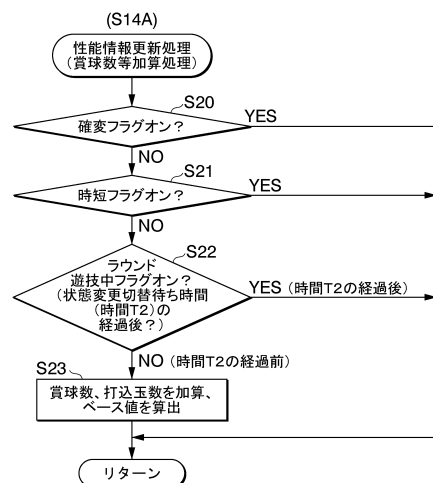 (S14A)
性能情報更新処理
(賞球数等加算処理)
S20
確変フラグオン？
YES
NO
S21
時短フラグオン？
YES
NO
S22
ラウンド
遊技中フラグオン？
(状態変更切替待ち時間
(時間T2)の
経過後？)
YES (時間T2の経過後)
NO (時間T2の経過前)
S23
賞球数、打込玉数を加算、
ベース値を算出
リターン